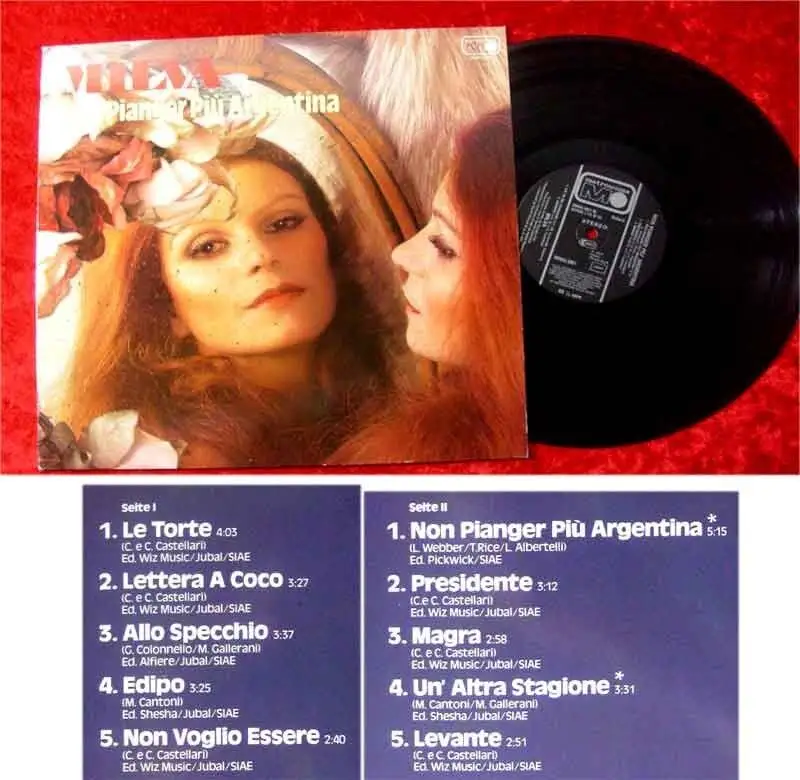 Pianger Più Argentina
metronome
STEREO
Seite I
1. Le Torte 4:03
(C. e C. Castellari)
Ed. Wiz Music/Jubal/SIAE
2. Lettera A Coco 3:27
(C. e C. Castellari)
Ed. Wiz Music/Jubal/SIAE
3. Allo Specchio 3:37
(G. Colonnello/M. Gallerani)
Ed. Alfiere/Jubal/SIAE
4. Edipo 3:25
(M. Cantoni)
Ed. Shesha/Jubal/SIAE
5. Non Voglio Essere 2:40
(C. e C. Castellari)
Ed. Wiz Music/Jubal/SIAE
Seite II
1. Non Pianger Più Argentina* 5:15
(L. Webber/T.Rice/L. Albertelli)
Ed. Pickwick/SIAE
2. Presidente 3:12
(C.e C. Castellari)
Ed. Wiz Music/Jubal/SIAE
3. Magra 2:58
(C. e C. Castellari)
Ed. Wiz Music/Jubal/SIAE
4. Un' Altra Stagione* 3:31
(M. Cantoni/M. Gallerani)
Ed. Shesha/Jubal/SIAE
5. Levante 2:51
(C. e C. Castellari)
Ed. Wiz Music/Jubal/SIAE